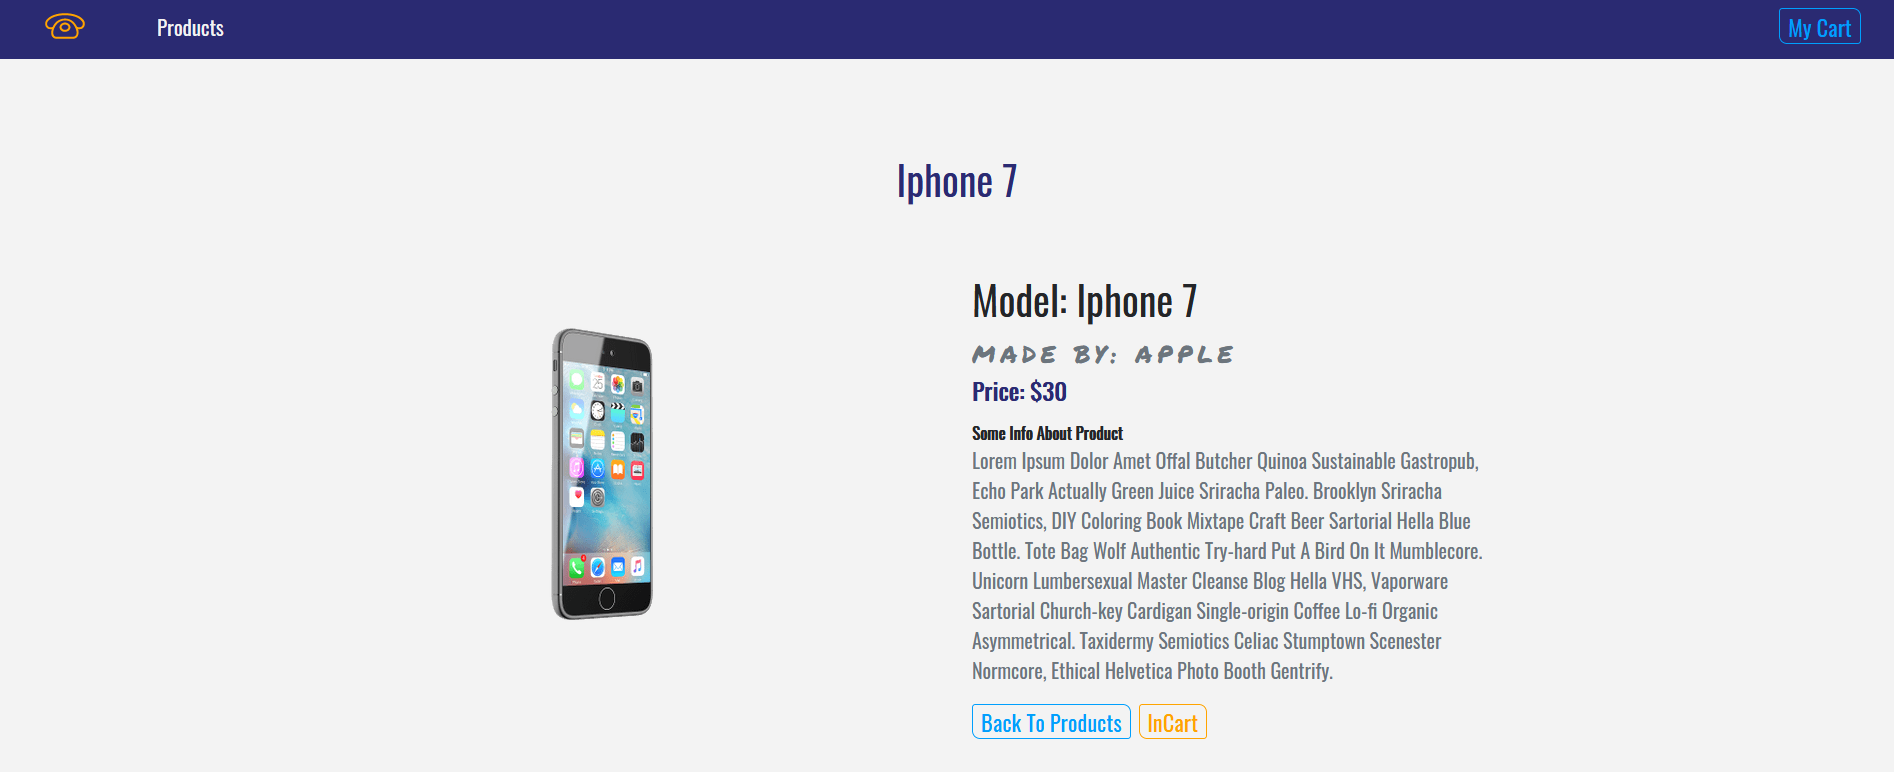 Products
My Cart
Iphone 7
Model: Iphone 7
MADE BY: APPLE
Price: $30
Some Info About Product
Lorem Ipsum Dolor Amet Offal Butcher Quinoa Sustainable Gastropub,
Echo Park Actually Green Juice Sriracha Paleo. Brooklyn Sriracha
Semiotics, DIY Coloring Book Mixtape Craft Beer Sartorial Hella Blue
Bottle. Tote Bag Wolf Authentic Try-hard Put A Bird On It Mumblecore.
Unicorn Lumbersexual Master Cleanse Blog Hella VHS, Vaporware
Sartorial Church-key Cardigan Single-origin Coffee Lo-fi Organic
Asymmetrical. Taxidermy Semiotics Celiac Stumptown Scenester
Normcore, Ethical Helvetica Photo Booth Gentrify.
Back To Products
InCart